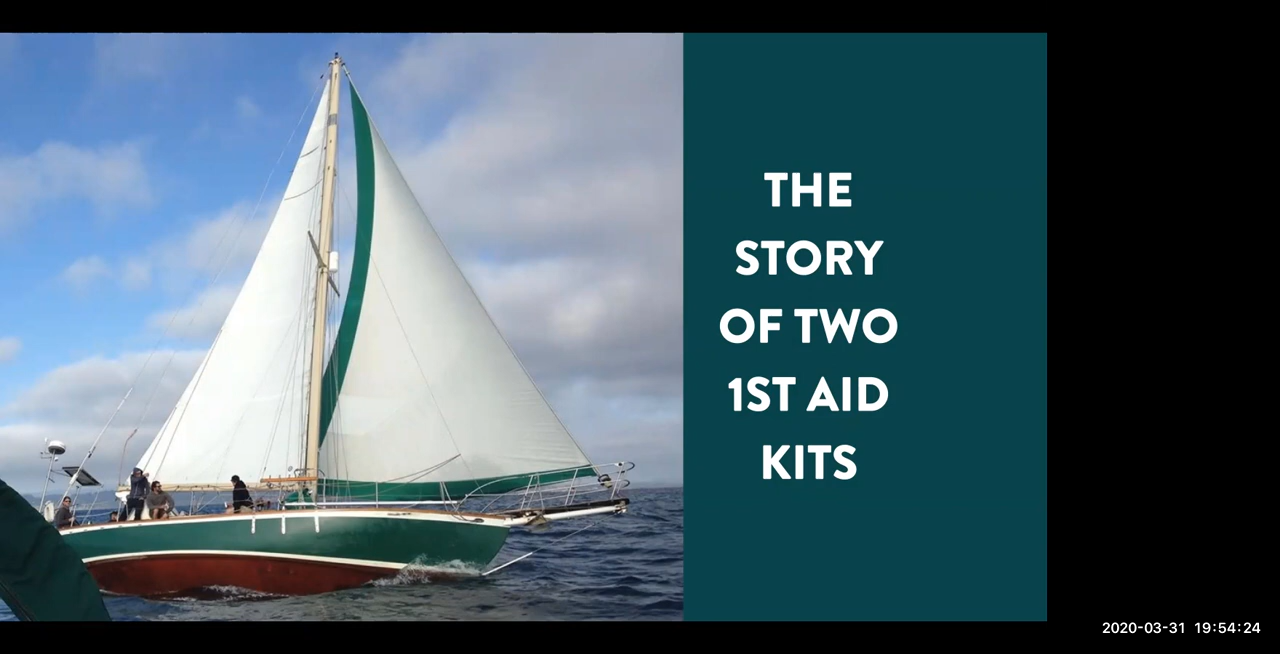 THE
STORY
OF TWO
1ST AID
KITS
2020-03-31 19:54:24